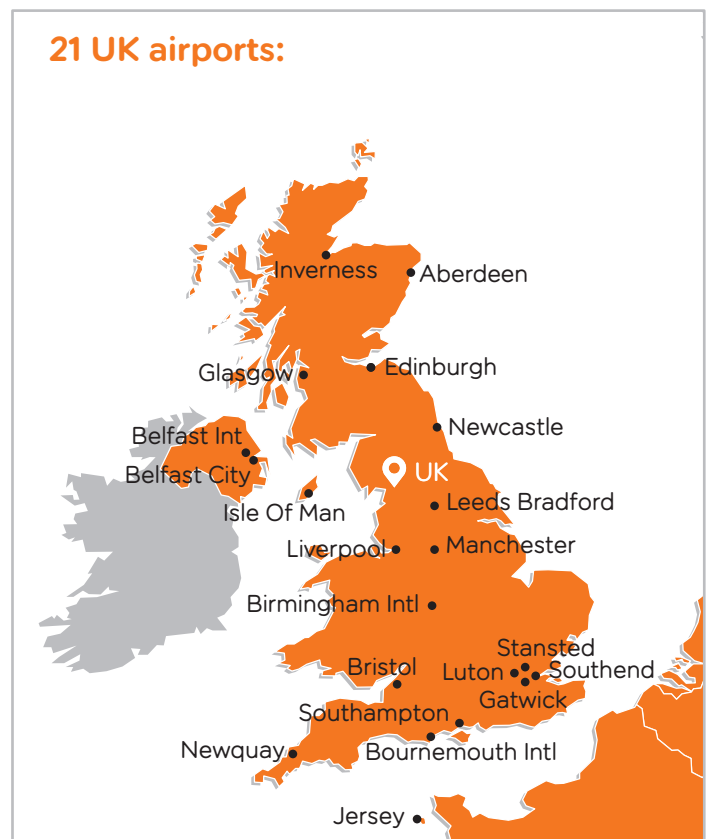 21 UK airports:
Inverness
Aberdeen
Glasgow
Edinburgh
Newcastle
Belfast Int
Belfast City
UK
Isle Of Man
Leeds Bradford
Liverpool
Manchester
Birmingham Intl
Stansted
Bristol
Luton
Southend
Gatwick
Southampton
Newquay
Bournemouth Intl
Jersey